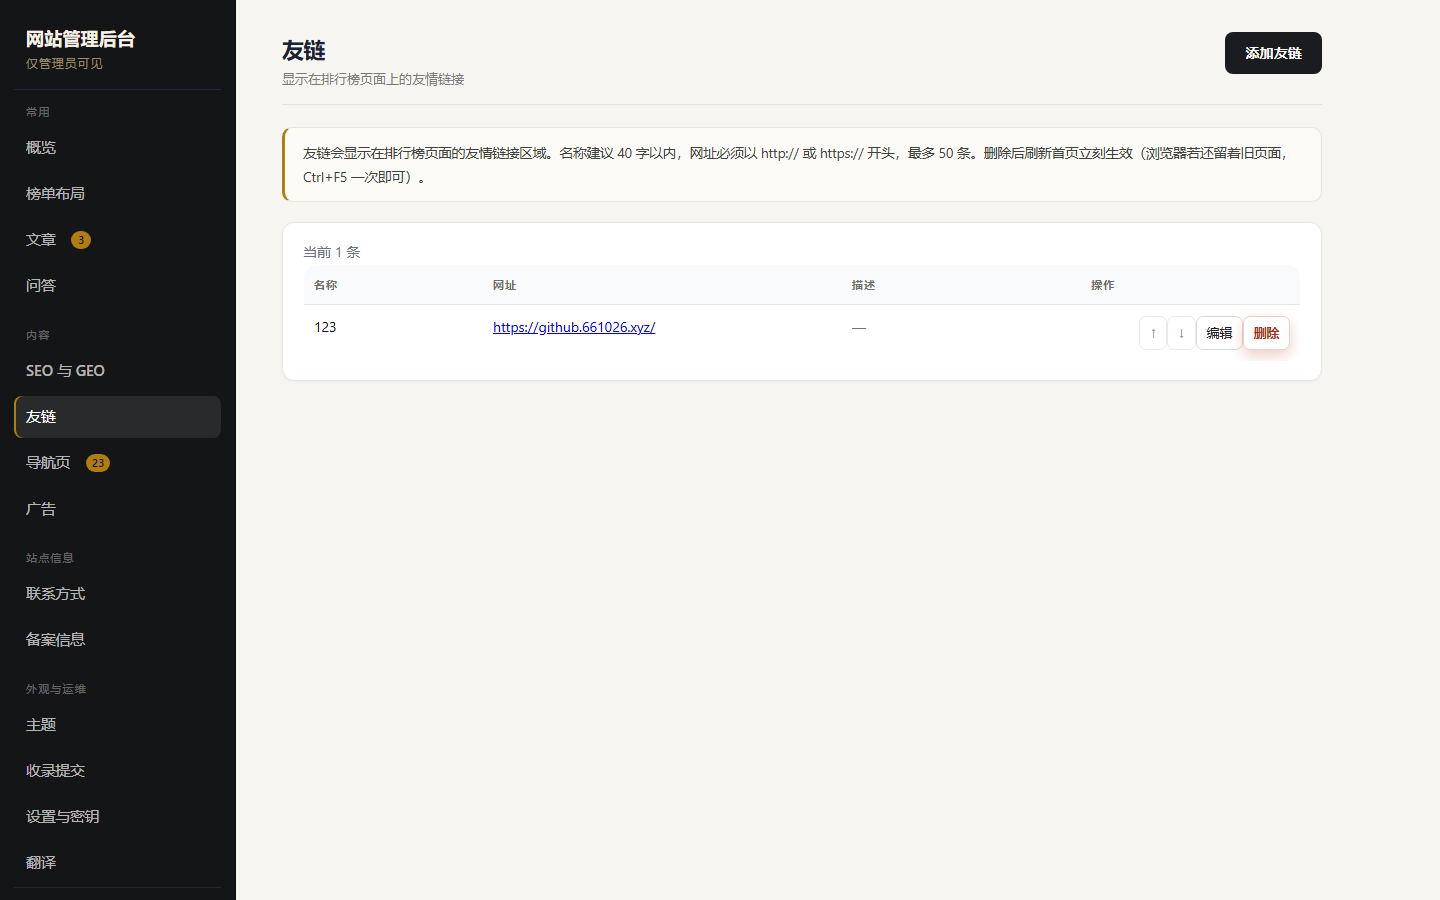 网站管理后台
仅管理员可见
常用
概览
榜单布局
文章 3
问答
内容
SEO 与 GEO
友链
导航页 23
广告
站点信息
联系方式
备案信息
外观与运维
主题
收录提交
设置与密钥
翻译
友链
显示在排行榜页面上的友情链接
添加友链
友链会显示在排行榜页面的友情链接区域。名称建议 40 字以内，网址必须以 http:// 或 https:// 开头，最多 50 条。删除后刷新首页立刻生效（浏览器若还留着旧页面，
Ctrl+F5 一次即可）。
当前 1 条
名称 网址 描述 操作
123 https://github.661026.xyz/ — ↑ ↓ 编辑 删除